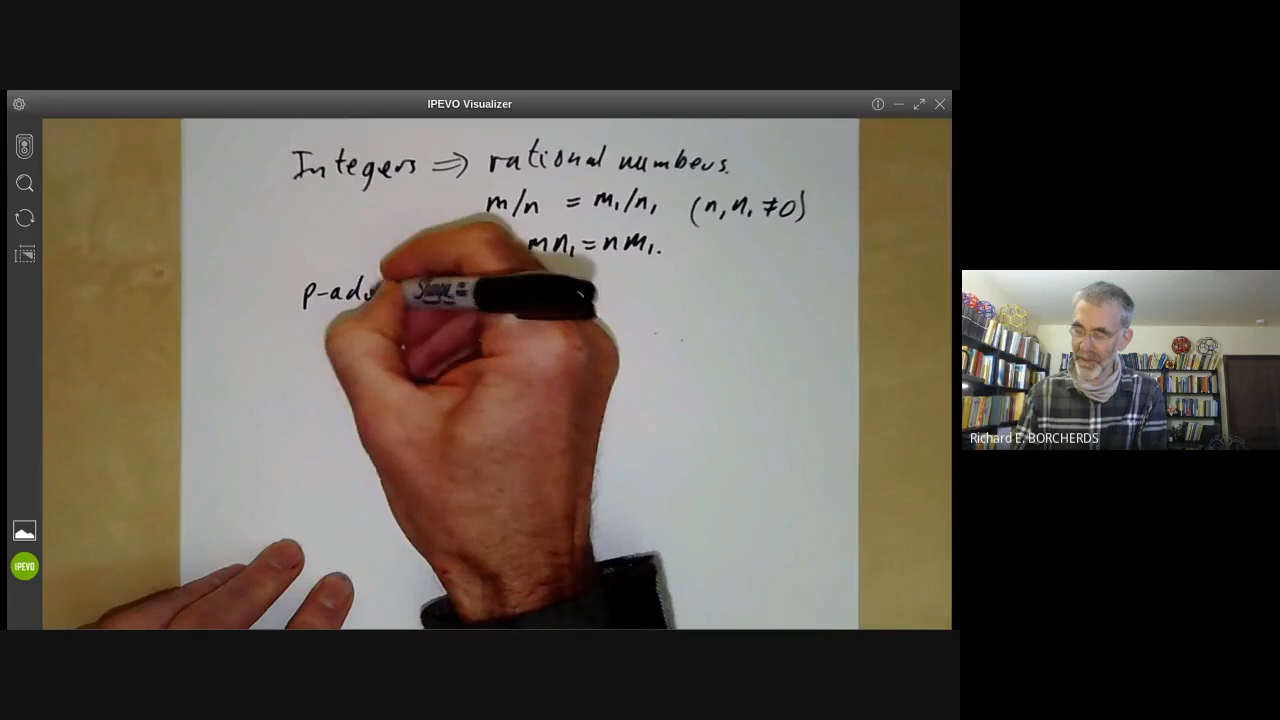 IPEVO Visualizer
Integers ⇒ rational numbers.
m/n = m₁/n₁ (n, n₁ ≠ 0)
mn₁ = nm₁.
p-ad
IPEVO
Richard E. BORCHERDS